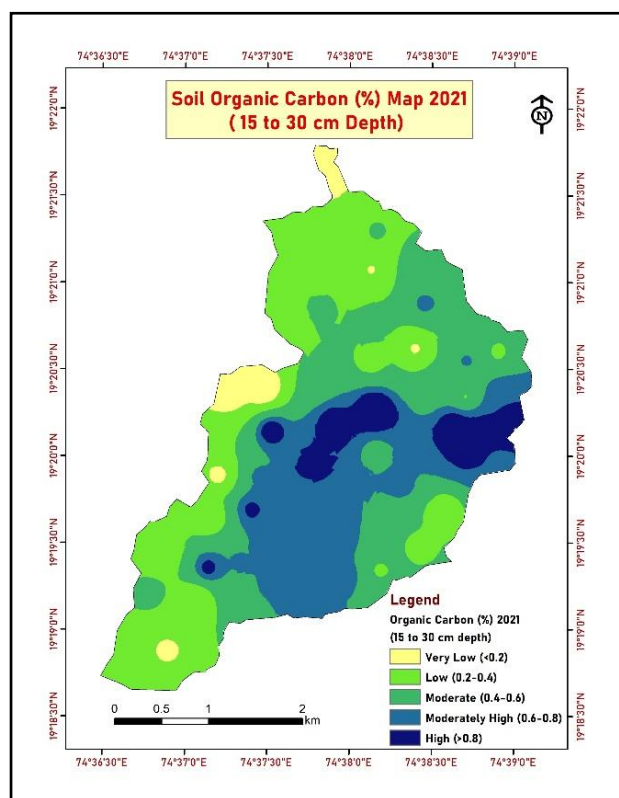 74°36'30"E 74°37'0"E 74°37'30"E 74°38'0"E 74°38'30"E 74°39'0"E
Soil Organic Carbon (%) Map 2021
( 15 to 30 cm Depth)
N
19°22'0"N 19°22'0"N
19°21'30"N 19°21'30"N
19°21'0"N 19°21'0"N
19°20'30"N 19°20'30"N
19°20'0"N 19°20'0"N
19°19'30"N 19°19'30"N
19°19'0"N 19°19'0"N
19°18'30"N 19°18'30"N
Legend
Organic Carbon (%) 2021
(15 to 30 cm depth)
Very Low (<0.2)
Low (0.2-0.4)
Moderate (0.4-0.6)
Moderately High (0.6-0.8)
High (>0.8)
0 0.5 1 2
km
74°36'30"E 74°37'0"E 74°37'30"E 74°38'0"E 74°38'30"E 74°39'0"E